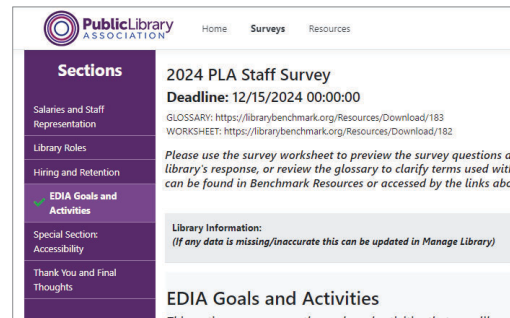 PublicLibrary
ASSOCIATION
Home Surveys Resources
Sections
Salaries and Staff
Representation
Library Roles
Hiring and Retention
EDIA Goals and
Activities
Special Section:
Accessibility
Thank You and Final
Thoughts
2024 PLA Staff Survey
Deadline: 12/15/2024 00:00:00
GLOSSARY: https://librarybenchmark.org/Resources/Download/183
WORKSHEET: https://librarybenchmark.org/Resources/Download/182
Please use the survey worksheet to preview the survey questions a
library's response, or review the glossary to clarify terms used wit
can be found in Benchmark Resources or accessed by the links abo
Library Information:
(If any data is missing/inaccurate this can be updated in Manage Library)
EDIA Goals and Activities